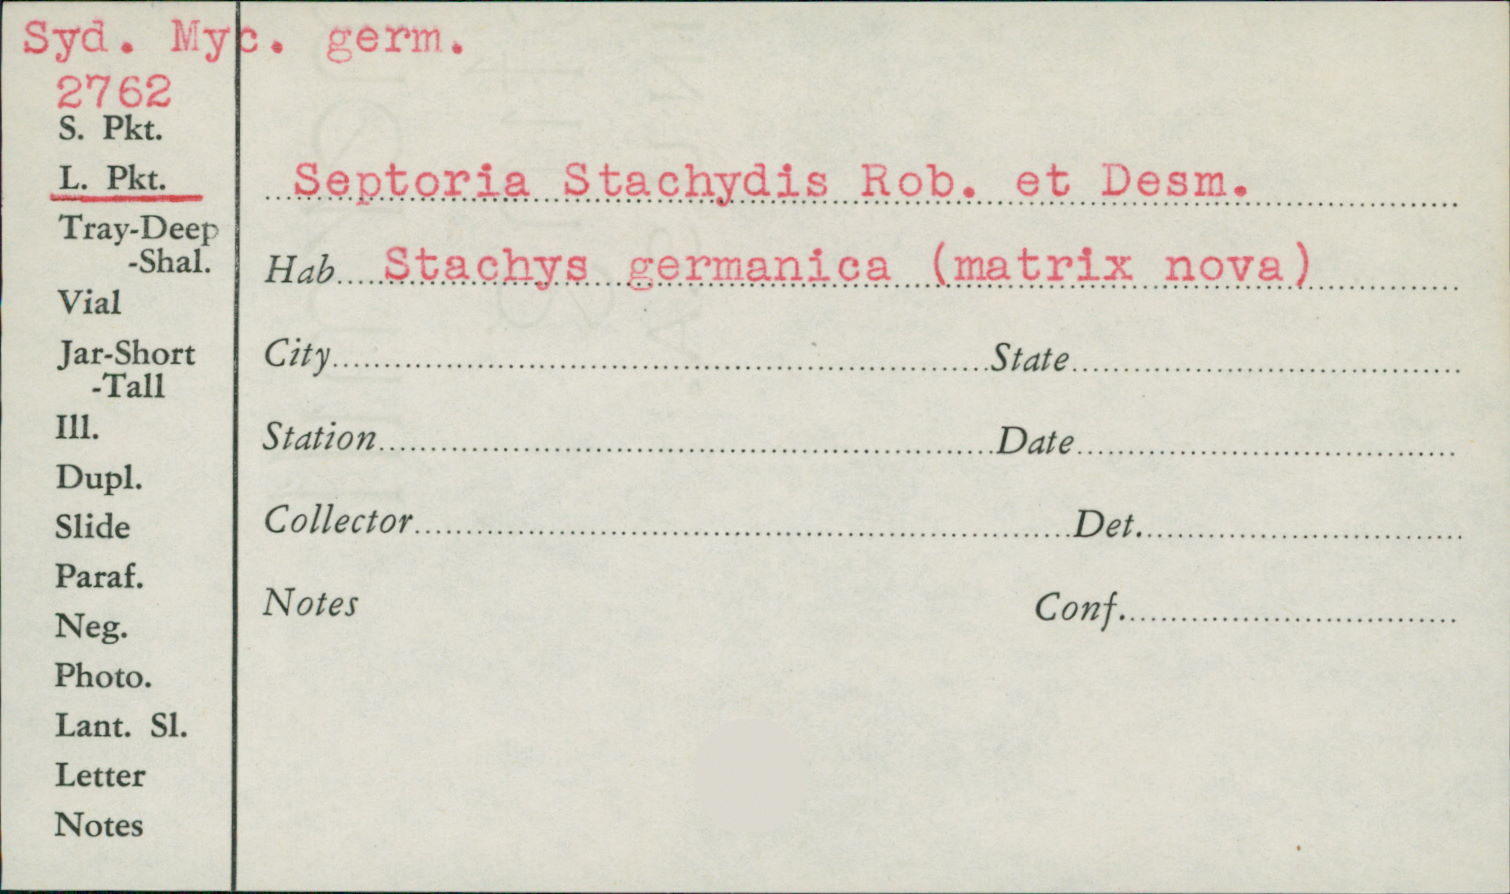 Syd. Myc. germ.
2762
S. Pkt.
L. Pkt.
Tray-Deep
-Shal.
Vial
Jar-Short
-Tall
Ill.
Dupl.
Slide
Paraf.
Neg.
Photo.
Lant. Sl.
Letter
Notes
Septoria Stachydis Rob. et Desm.
Hab. Stachys germanica (matrix nova)
City State
Station Date
Collector Det.
Notes Conf.